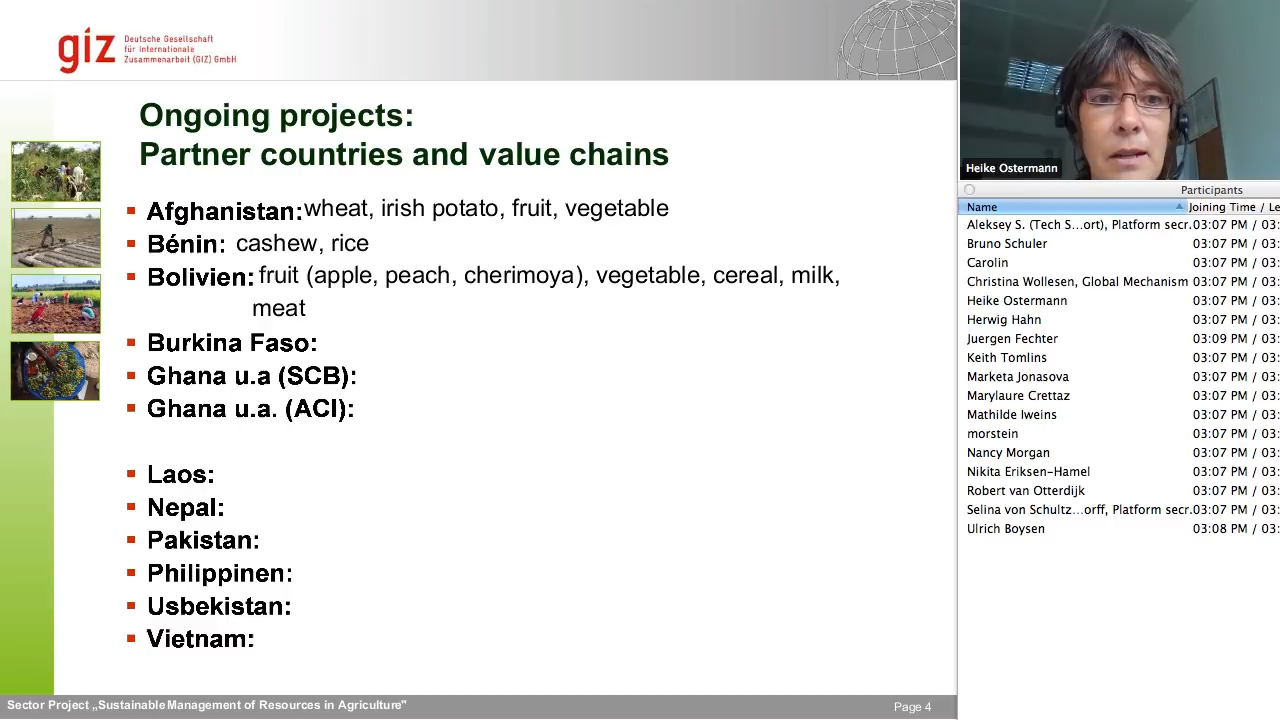 giz Deutsche Gesellschaft
für Internationale
Zusammenarbeit (GIZ) GmbH
Ongoing projects:
Partner countries and value chains
Afghanistan: wheat, irish potato, fruit, vegetable
Bénin: cashew, rice
Bolivien: fruit (apple, peach, cherimoya), vegetable, cereal, milk,
meat
Burkina Faso:
Ghana u.a (SCB):
Ghana u.a. (ACI):
Laos:
Nepal:
Pakistan:
Philippinen:
Usbekistan:
Vietnam:
Sector Project „Sustainable Management of Resources in Agriculture"
Page 4
Heike Ostermann
Participants
Name Joining Time / Le
Aleksey S. (Tech S...ort), Platform secr. 03:07 PM / 03:
Bruno Schuler 03:07 PM / 03:
Carolin 03:07 PM / 03:
Christina Wollesen, Global Mechanism 03:07 PM / 03:
Heike Ostermann 03:07 PM / 03:
Herwig Hahn 03:07 PM / 03:
Juergen Fechter 03:09 PM / 03:
Keith Tomlins 03:07 PM / 03:
Marketa Jonasova 03:07 PM / 03:
Marylaure Crettaz 03:07 PM / 03:
Mathilde Iweins 03:07 PM / 03:
morstein 03:07 PM / 03:
Nancy Morgan 03:07 PM / 03:
Nikita Eriksen-Hamel 03:07 PM / 03:
Robert van Otterdijk 03:07 PM / 03:
Selina von Schultz...orff, Platform secr. 03:07 PM / 03:
Ulrich Boysen 03:08 PM / 03: